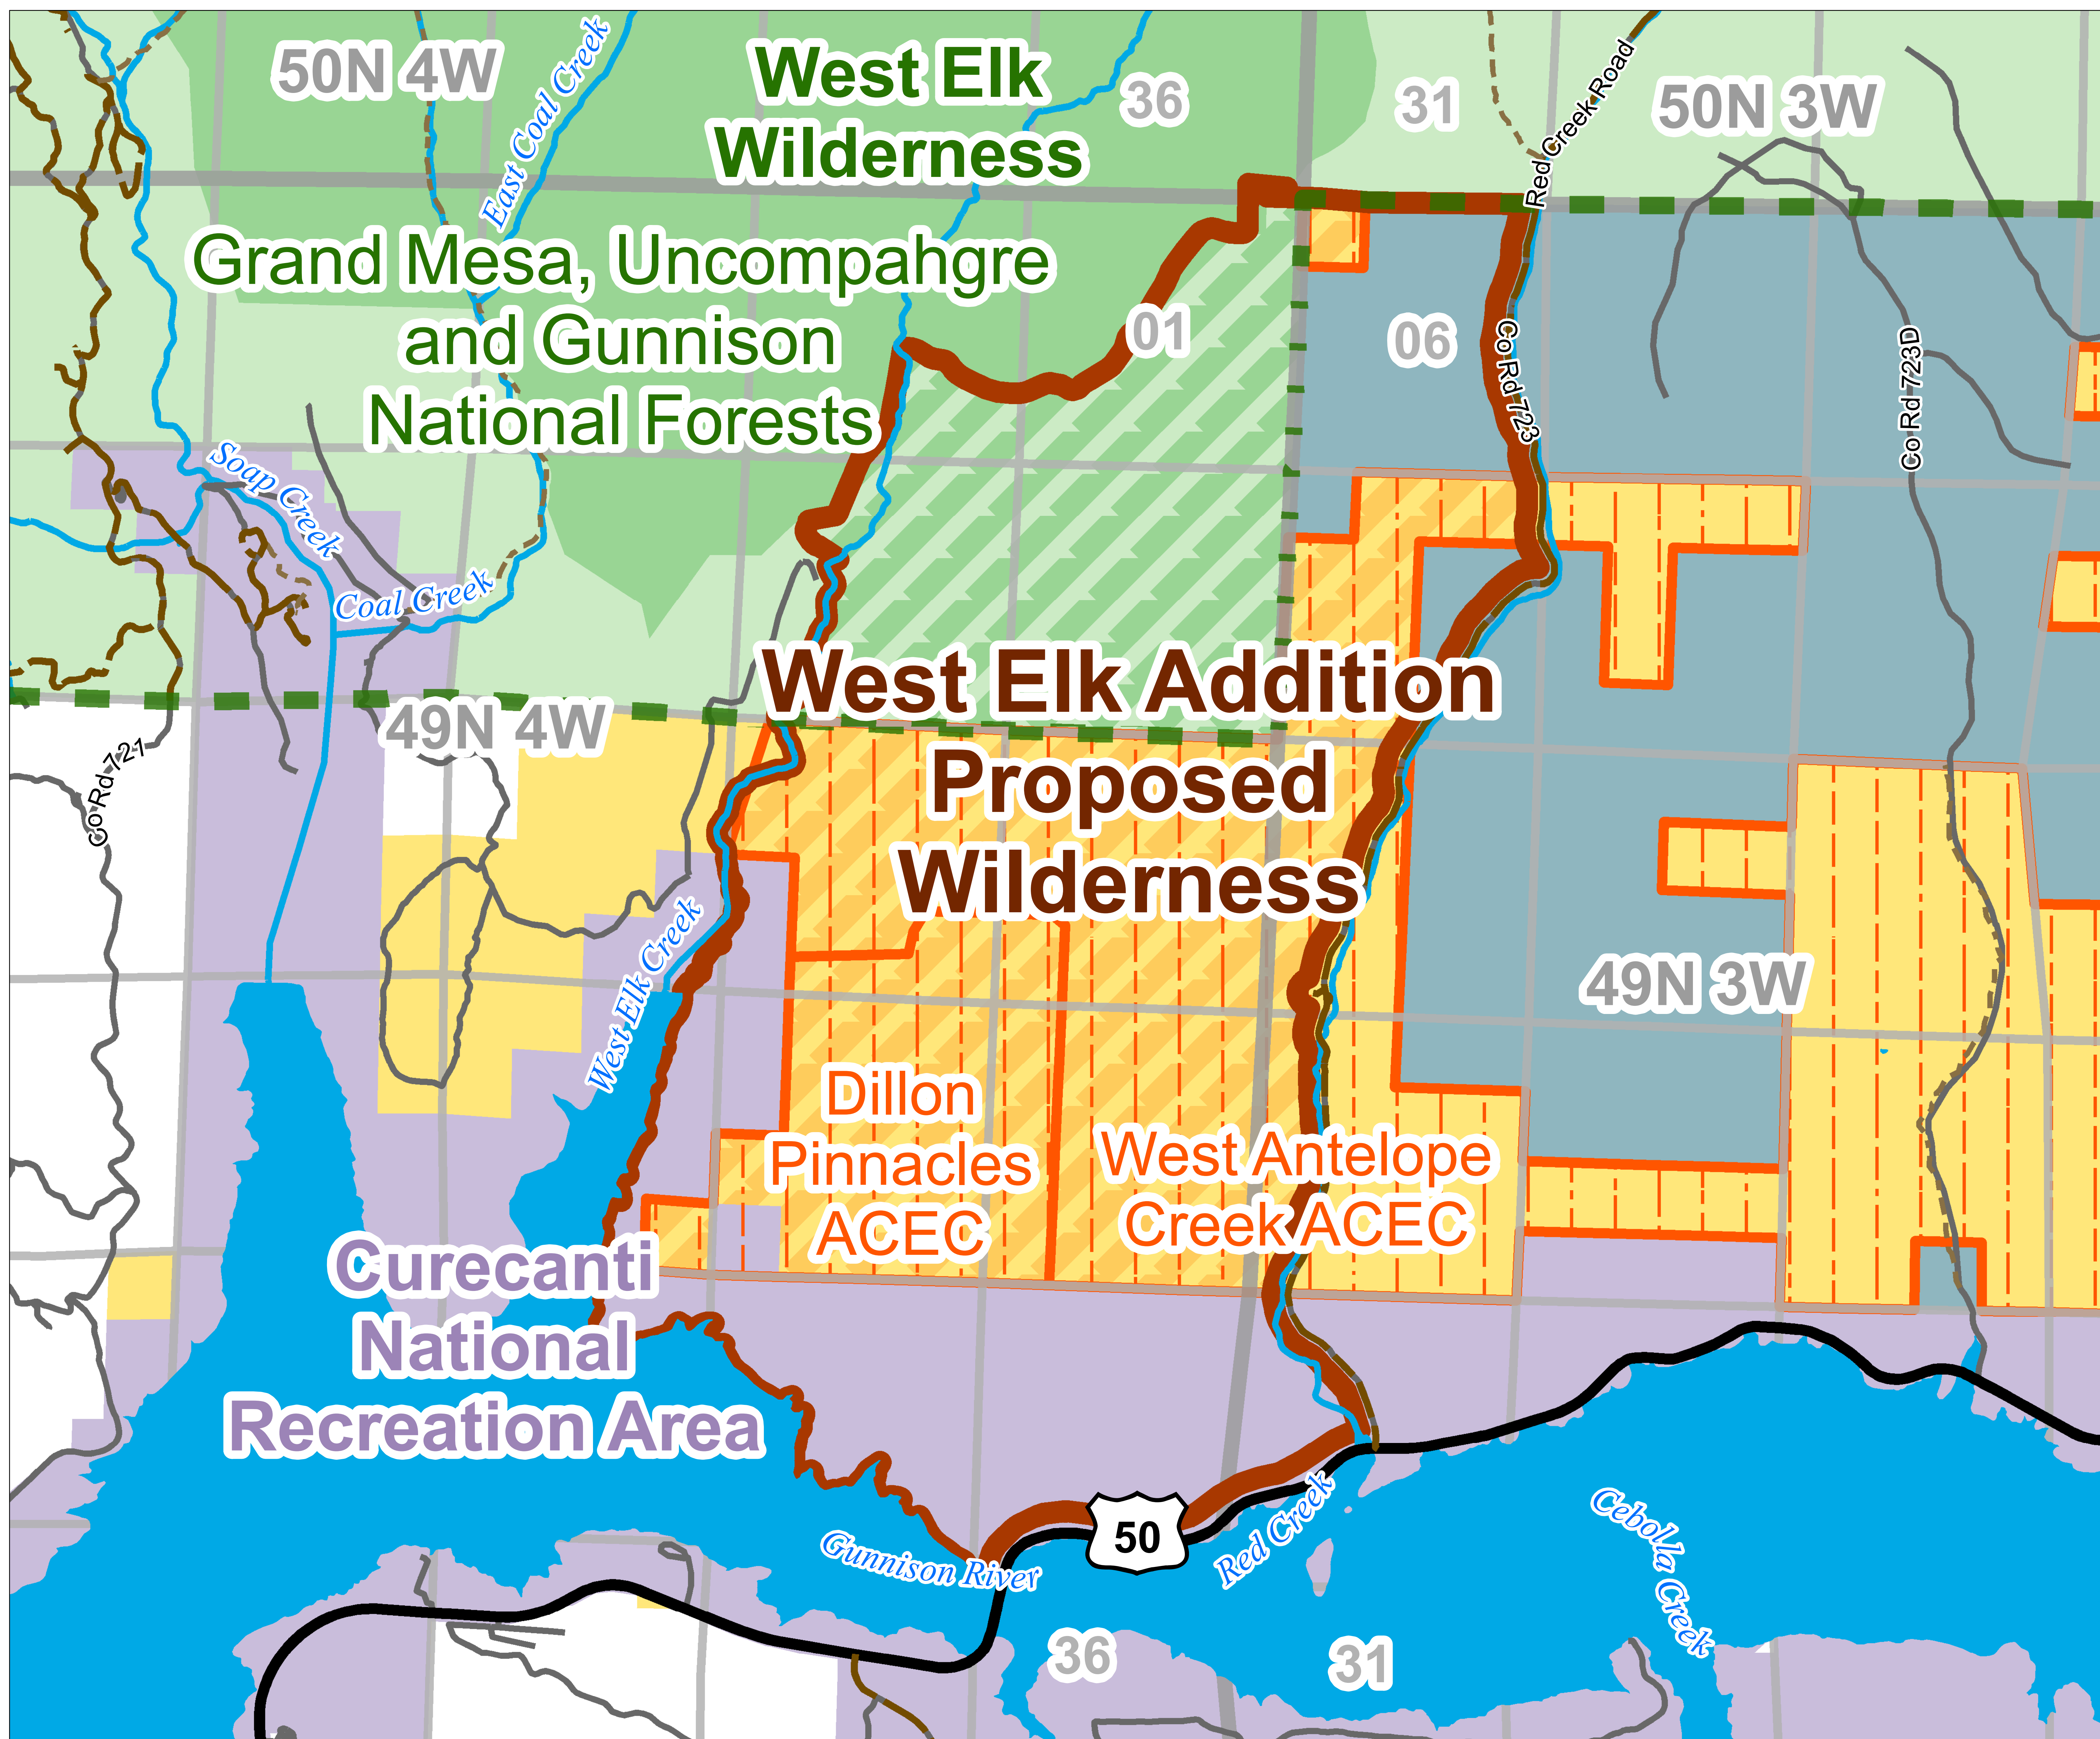 50N 4W
East Coal Creek
West Elk
Wilderness
36
31
Red Creek Road
50N 3W
Grand Mesa, Uncompahgre
and Gunnison
National Forests
01
06
Co Rd 723
Co Rd 723D
Soap Creek
Coal Creek
West Elk Addition
Proposed
Wilderness
49N 4W
Co Rd 721
West Elk Creek
49N 3W
Dillon
Pinnacles
ACEC
West Antelope
Creek ACEC
Curecanti
National
Recreation Area
50
Gunnison River
Red Creek
Cebolla Creek
36
31